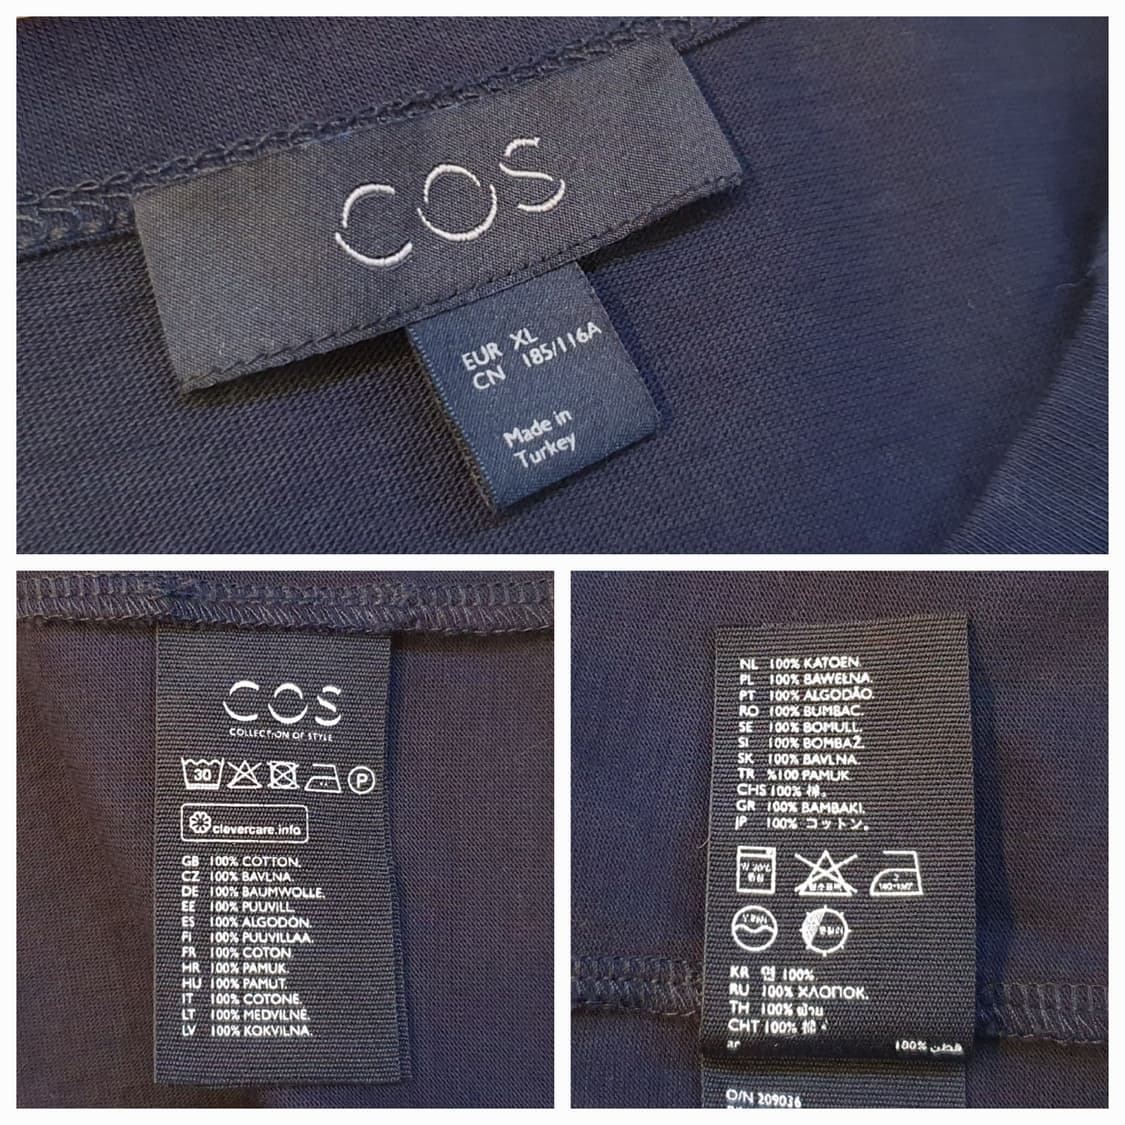 COS
EUR XL
CN 185/116A
Made in
Turkey
COS
COLLECTION OF STYLE
30
P
clevercare.info
GB 100% COTTON.
CZ 100% BAVLNA.
DE 100% BAUMWOLLE.
EE 100% PUUVILL.
ES 100% ALGODÓN.
FI 100% PUUVILLAA.
FR 100% COTON
HR 100% PAMUK.
HU 100% PAMUT.
IT 100% COTONE.
LT 100% MEDVILNĖ.
LV 100% KOKVILNA.
NL 100% KATOEN.
PL 100% BAWEŁNA.
PT 100% ALGODÃO.
RO 100% BUMBAC.
SE 100% BOMULL.
SI 100% BOMBAŽ.
SK 100% BAVLNA.
TR %100 PAMUK
CHS 100% 棉。
GR 100% BAMBAKI.
JP 100% コットン。
KR 면 100%
RU 100% ХЛОПОК.
TH 100% ฝ้าย
CHT 100% 棉。
ar 100% قطن
O/N 209036